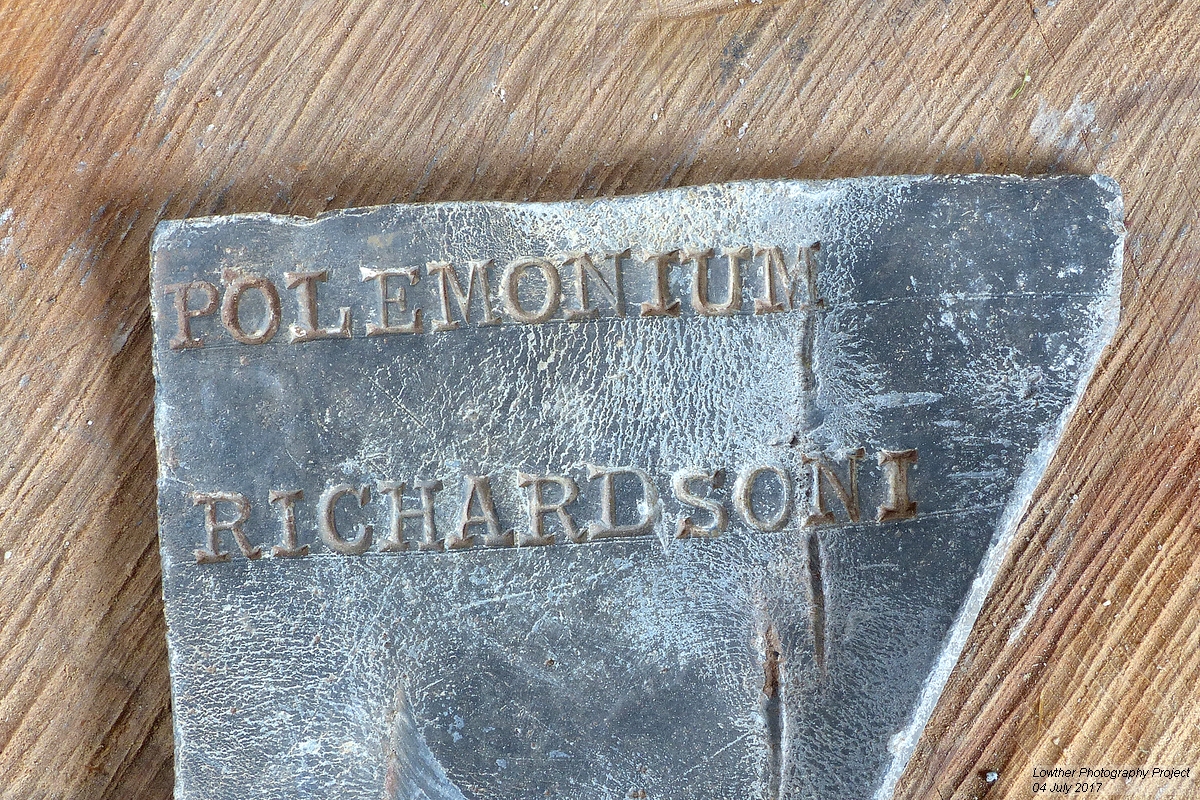 POLEMONIUM
RICHARDSONI
Lowther Photography Project
04 July 2017